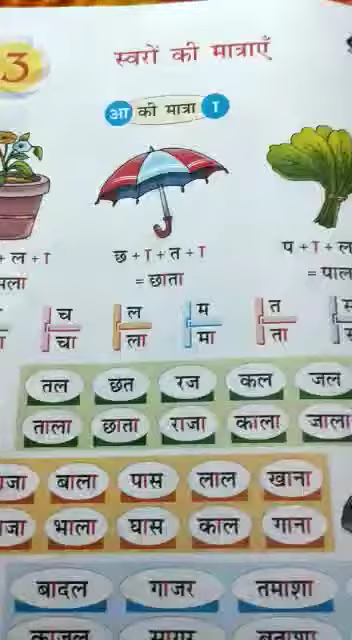 3
स्वरों की मात्राएँ
आ की मात्रा ा
+ ल + ा छ + ा + त + ा प + ा + ल
= छाता = पाल
च ल म त
चा ला मा ता
तल छत रज कल जल
ताला छाता राजा काला जाला
बाला पास लाल खाना
भाला घास काल गाना
बादल गाजर तमाशा